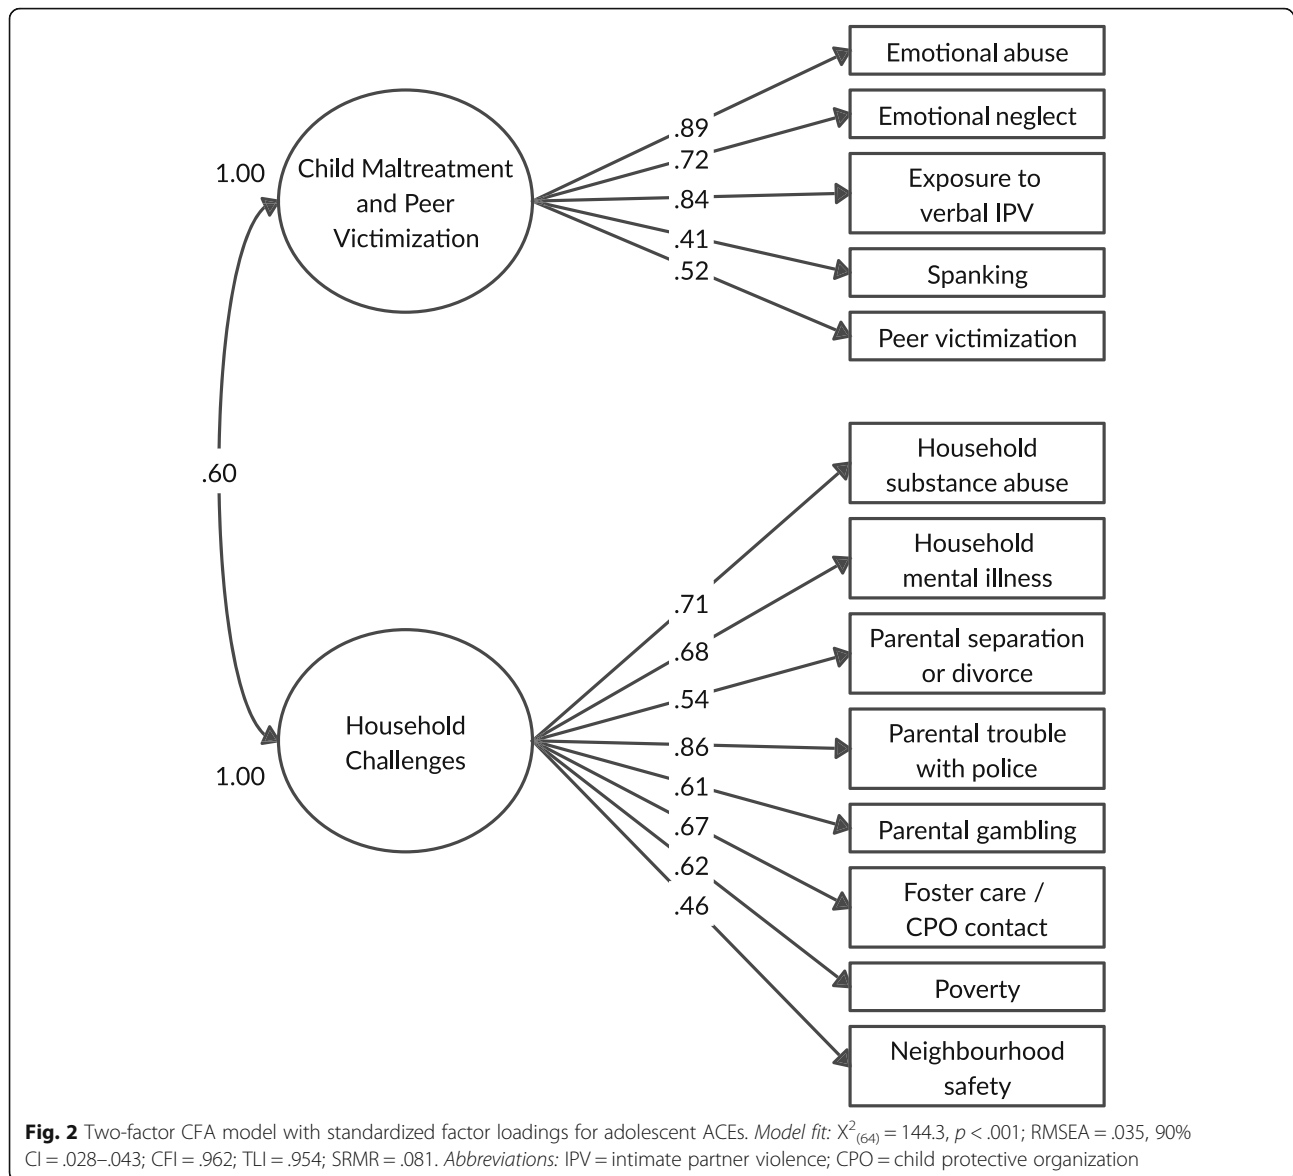 Emotional abuse
Emotional neglect
Exposure to
verbal IPV
Spanking
Peer victimization
1.00
Child Maltreatment
and Peer
Victimization
.89
.72
.84
.41
.52
.60
Household
substance abuse
Household
mental illness
Parental separation
or divorce
Parental trouble
with police
Parental gambling
Foster care /
CPO contact
Poverty
Neighbourhood
safety
.71
.68
.54
.86
.61
.67
.62
.46
Household
Challenges
1.00
Fig. 2 Two-factor CFA model with standardized factor loadings for adolescent ACEs. Model fit: X²₍₆₄₎ = 144.3, p < .001; RMSEA = .035, 90%
CI = .028–.043; CFI = .962; TLI = .954; SRMR = .081. Abbreviations: IPV = intimate partner violence; CPO = child protective organization